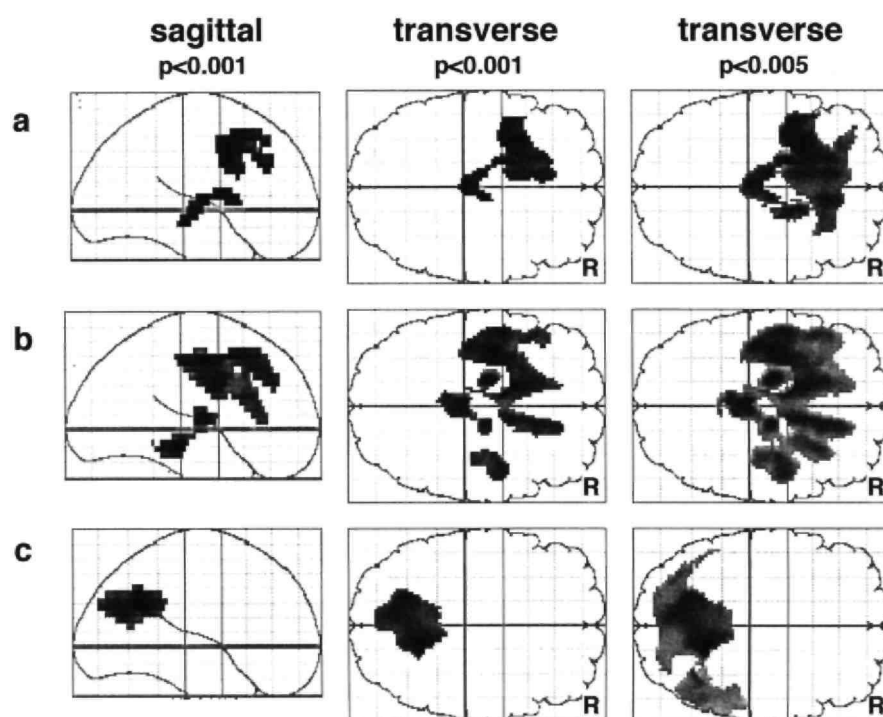 sagittal transverse transverse
p<0.001 p<0.001 p<0.005
a
R R
b
R R
c
R R